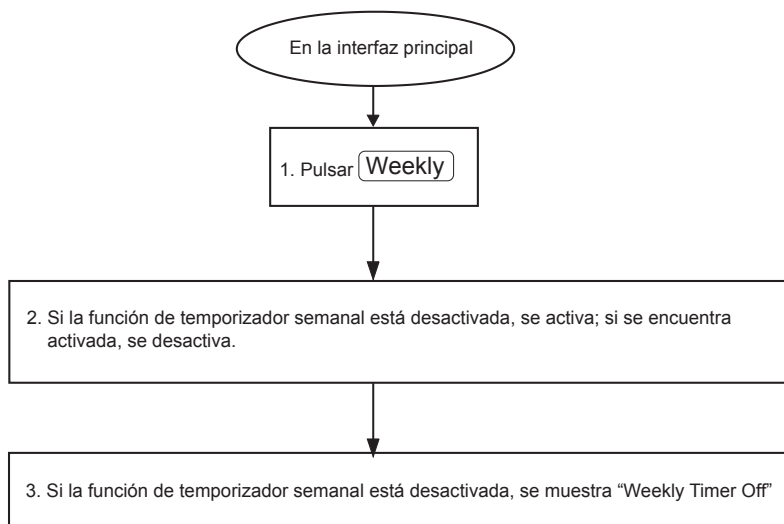 En la interfaz principal
1. Pulsar Weekly
2. Si la función de temporizador semanal está desactivada, se activa; si se encuentra
activada, se desactiva.
3. Si la función de temporizador semanal está desactivada, se muestra “Weekly Timer Off”